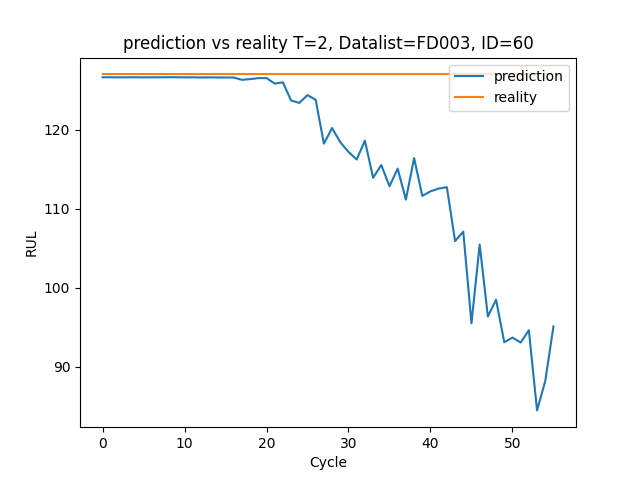 prediction vs reality T=2, Datalist=FD003, ID=60
prediction
reality
120
110
100
90
RUL
0 10 20 30 40 50
Cycle